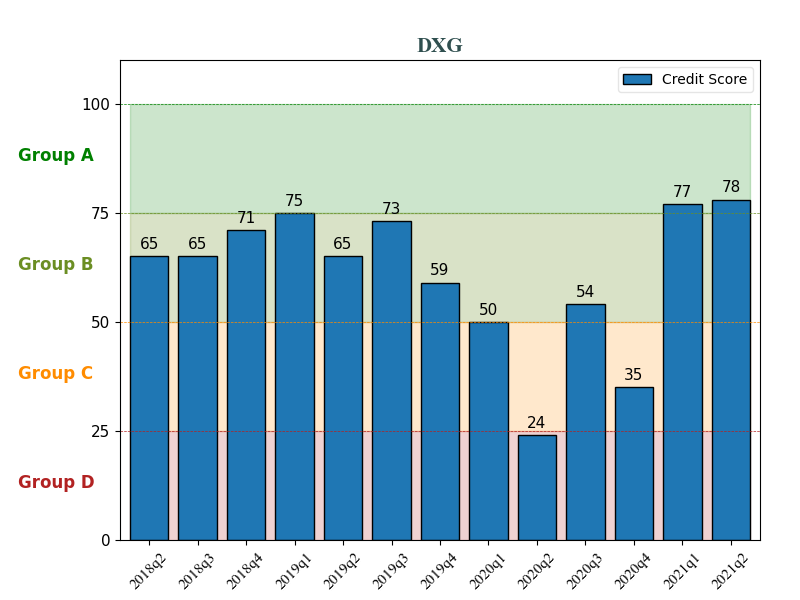 DXG
Credit Score
100
Group A
75
Group B
50
Group C
25
Group D
0
65
65
71
75
65
73
59
50
24
54
35
77
78
2018q2
2018q3
2018q4
2019q1
2019q2
2019q3
2019q4
2020q1
2020q2
2020q3
2020q4
2021q1
2021q2